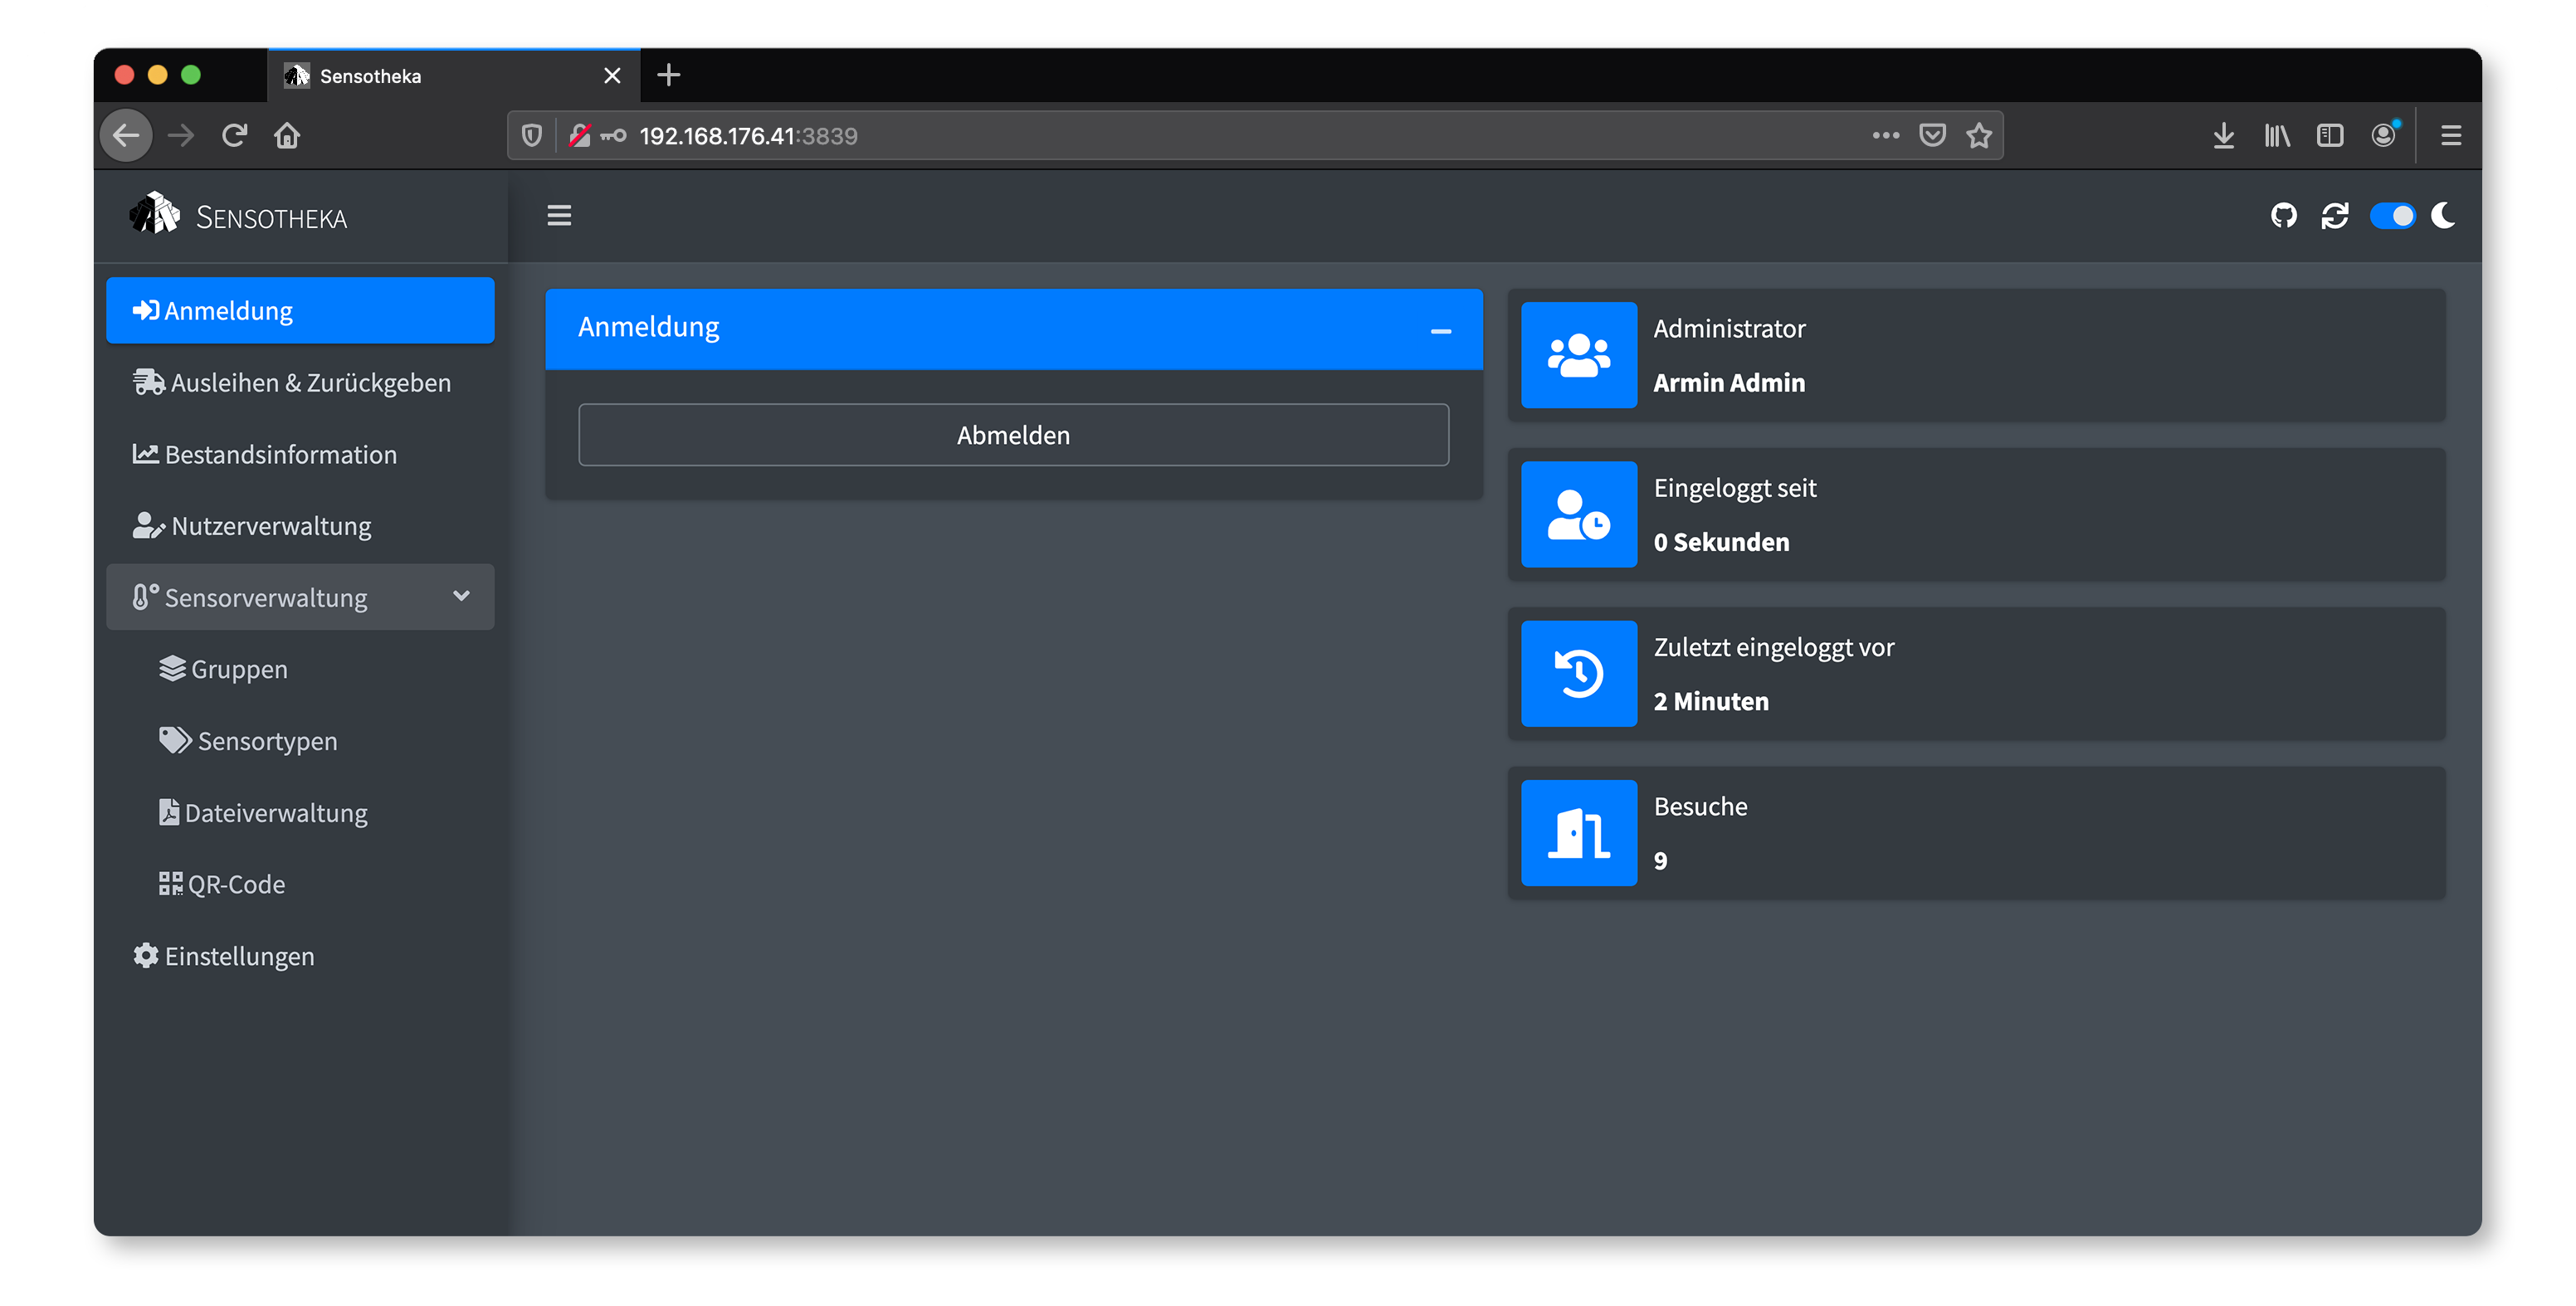 Sensotheka
192.168.176.41:3839
SENSOTHEKA
Anmeldung
Ausleihen & Zurückgeben
Bestandsinformation
Nutzerverwaltung
Sensorverwaltung
Gruppen
Sensortypen
Dateiverwaltung
QR-Code
Einstellungen
Anmeldung
Abmelden
Administrator
Armin Admin
Eingeloggt seit
0 Sekunden
Zuletzt eingeloggt vor
2 Minuten
Besuche
9